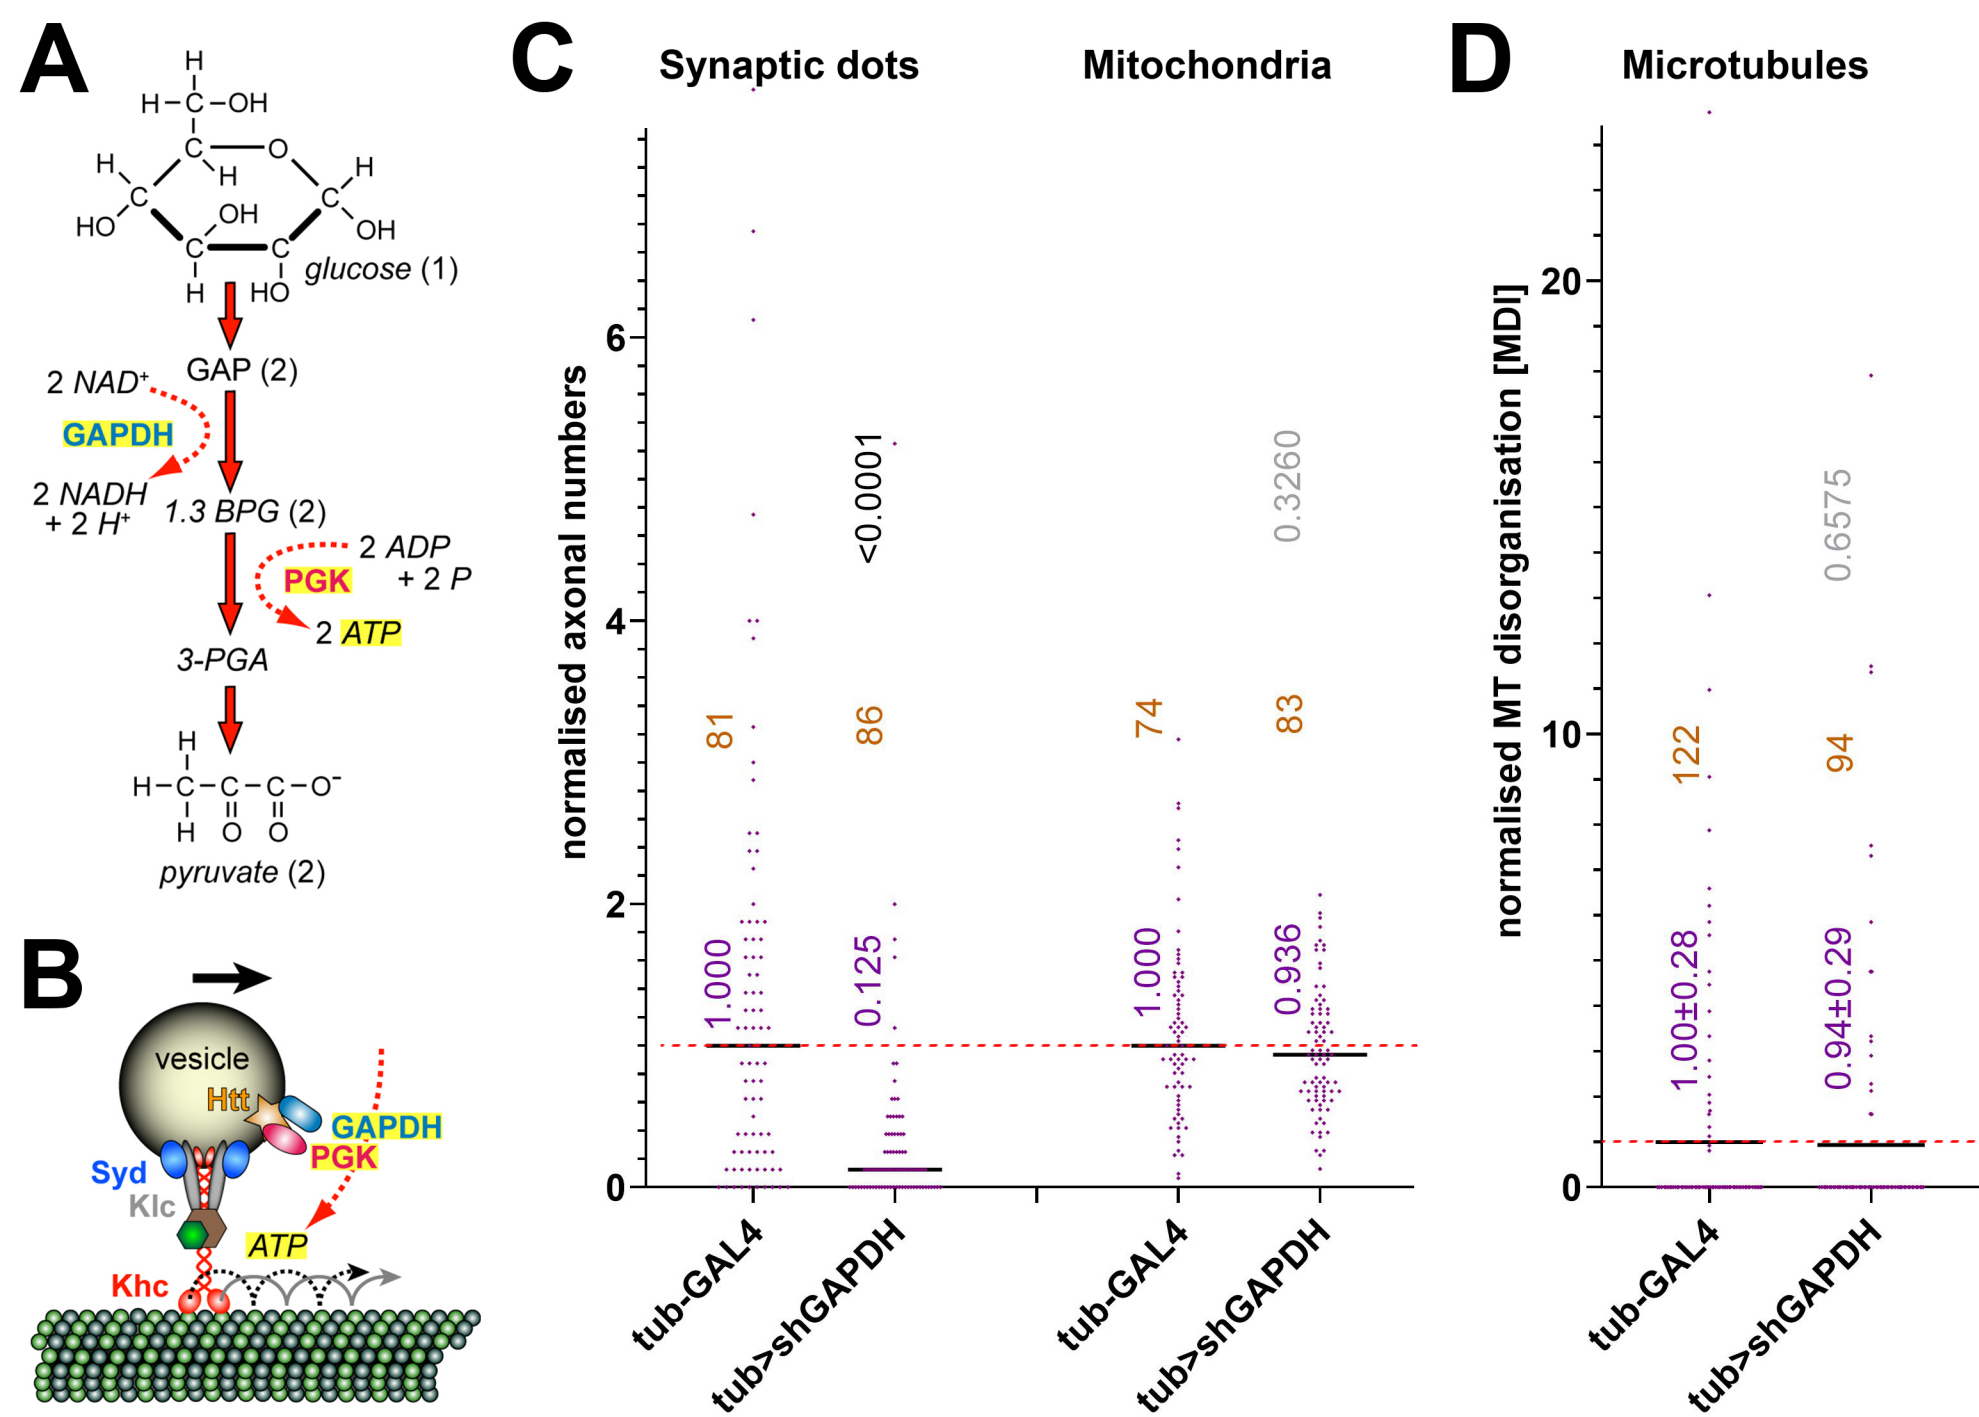 A
H
H–C–OH
C
O
H
H
H
C
OH
C
HO
OH
C
C
H
HO
glucose (1)
GAP (2)
2 NAD+
GAPDH
2 NADH
+ 2 H+
1.3 BPG (2)
2 ADP
+ 2 P
PGK
2 ATP
3-PGA
H
H–C–C–C–O-
H
O
O
pyruvate (2)
B
vesicle
Htt
GAPDH
PGK
Syd
Klc
ATP
Khc
C
Synaptic dots
Mitochondria
normalised axonal numbers
6
4
2
0
81
1.000
<0.0001
86
0.125
74
1.000
0.3260
83
0.936
tub-GAL4
tub>shGAPDH
tub-GAL4
tub>shGAPDH
D
Microtubules
normalised MT disorganisation [MDI]
20
10
0
122
1.00±0.28
0.6575
94
0.94±0.29
tub-GAL4
tub>shGAPDH